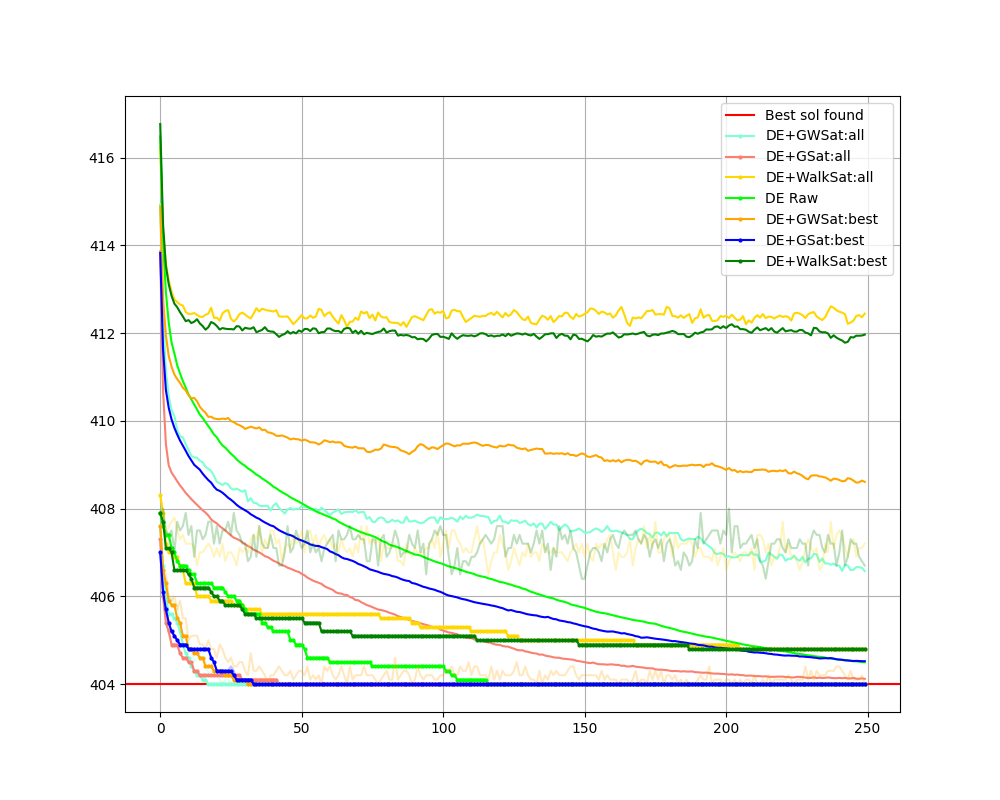 416
414
412
410
408
406
404
0
50
100
150
200
250
Best sol found
DE+GWSat:all
DE+GSat:all
DE+WalkSat:all
DE Raw
DE+GWSat:best
DE+GSat:best
DE+WalkSat:best